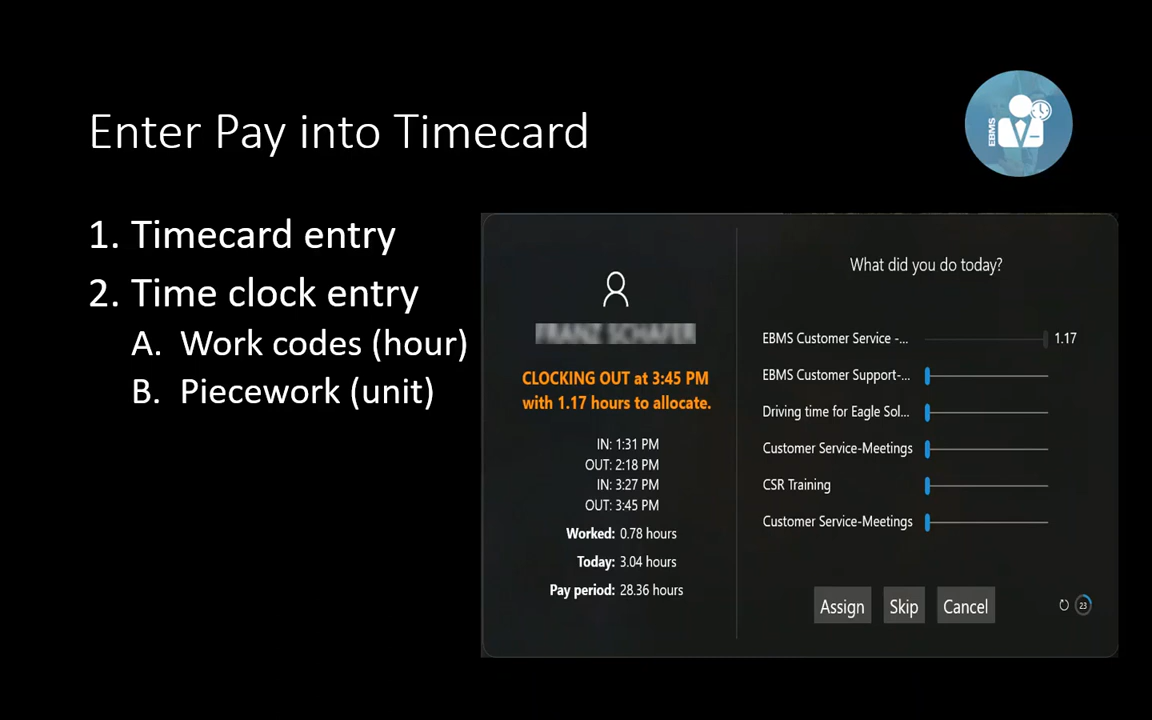 Enter Pay into Timecard
EBMS
1. Timecard entry
2. Time clock entry
A. Work codes (hour)
B. Piecework (unit)
CLOCKING OUT at 3:45 PM
with 1.17 hours to allocate.
IN: 1:31 PM
OUT: 2:18 PM
IN: 3:27 PM
OUT: 3:45 PM
Worked: 0.78 hours
Today: 3.04 hours
Pay period: 28.36 hours
What did you do today?
EBMS Customer Service -... 1.17
EBMS Customer Support-...
Driving time for Eagle Sol...
Customer Service-Meetings
CSR Training
Customer Service-Meetings
Assign Skip Cancel 23